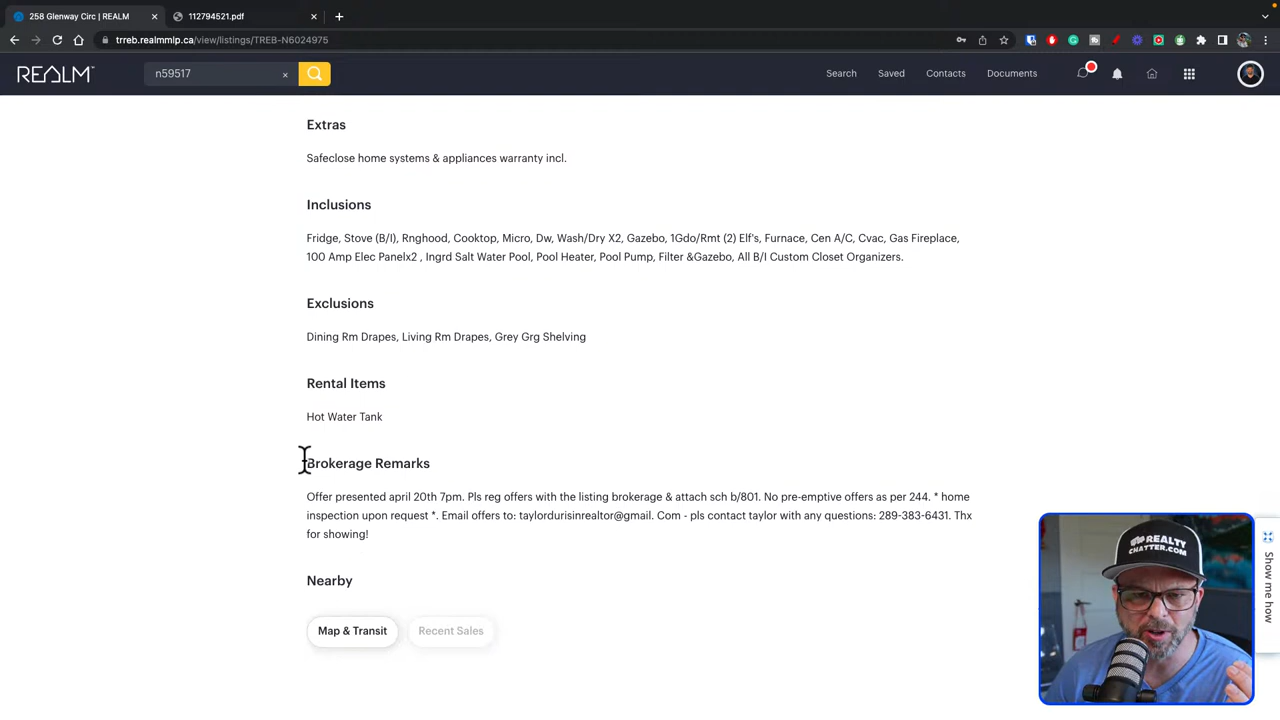 258 Glenway Circ | REALM
112794521.pdf
trreb.realmmlp.ca/view/listings/TREB-N6024975
REALM
n59517
Search
Saved
Contacts
Documents
Extras
Safeclose home systems & appliances warranty incl.
Inclusions
Fridge, Stove (B/I), Rnghood, Cooktop, Micro, Dw, Wash/Dry X2, Gazebo, 1Gdo/Rmt (2) Elf's, Furnace, Cen A/C, Cvac, Gas Fireplace,
100 Amp Elec Panelx2 , Ingrd Salt Water Pool, Pool Heater, Pool Pump, Filter &Gazebo, All B/I Custom Closet Organizers.
Exclusions
Dining Rm Drapes, Living Rm Drapes, Grey Grg Shelving
Rental Items
Hot Water Tank
Brokerage Remarks
Offer presented april 20th 7pm. Pls reg offers with the listing brokerage & attach sch b/801. No pre-emptive offers as per 244. * home
inspection upon request *. Email offers to: taylordurisinrealtor@gmail. Com - pls contact taylor with any questions: 289-383-6431. Thx
for showing!
Nearby
Map & Transit
Recent Sales
Show me how
REALTY
CHATTER.COM